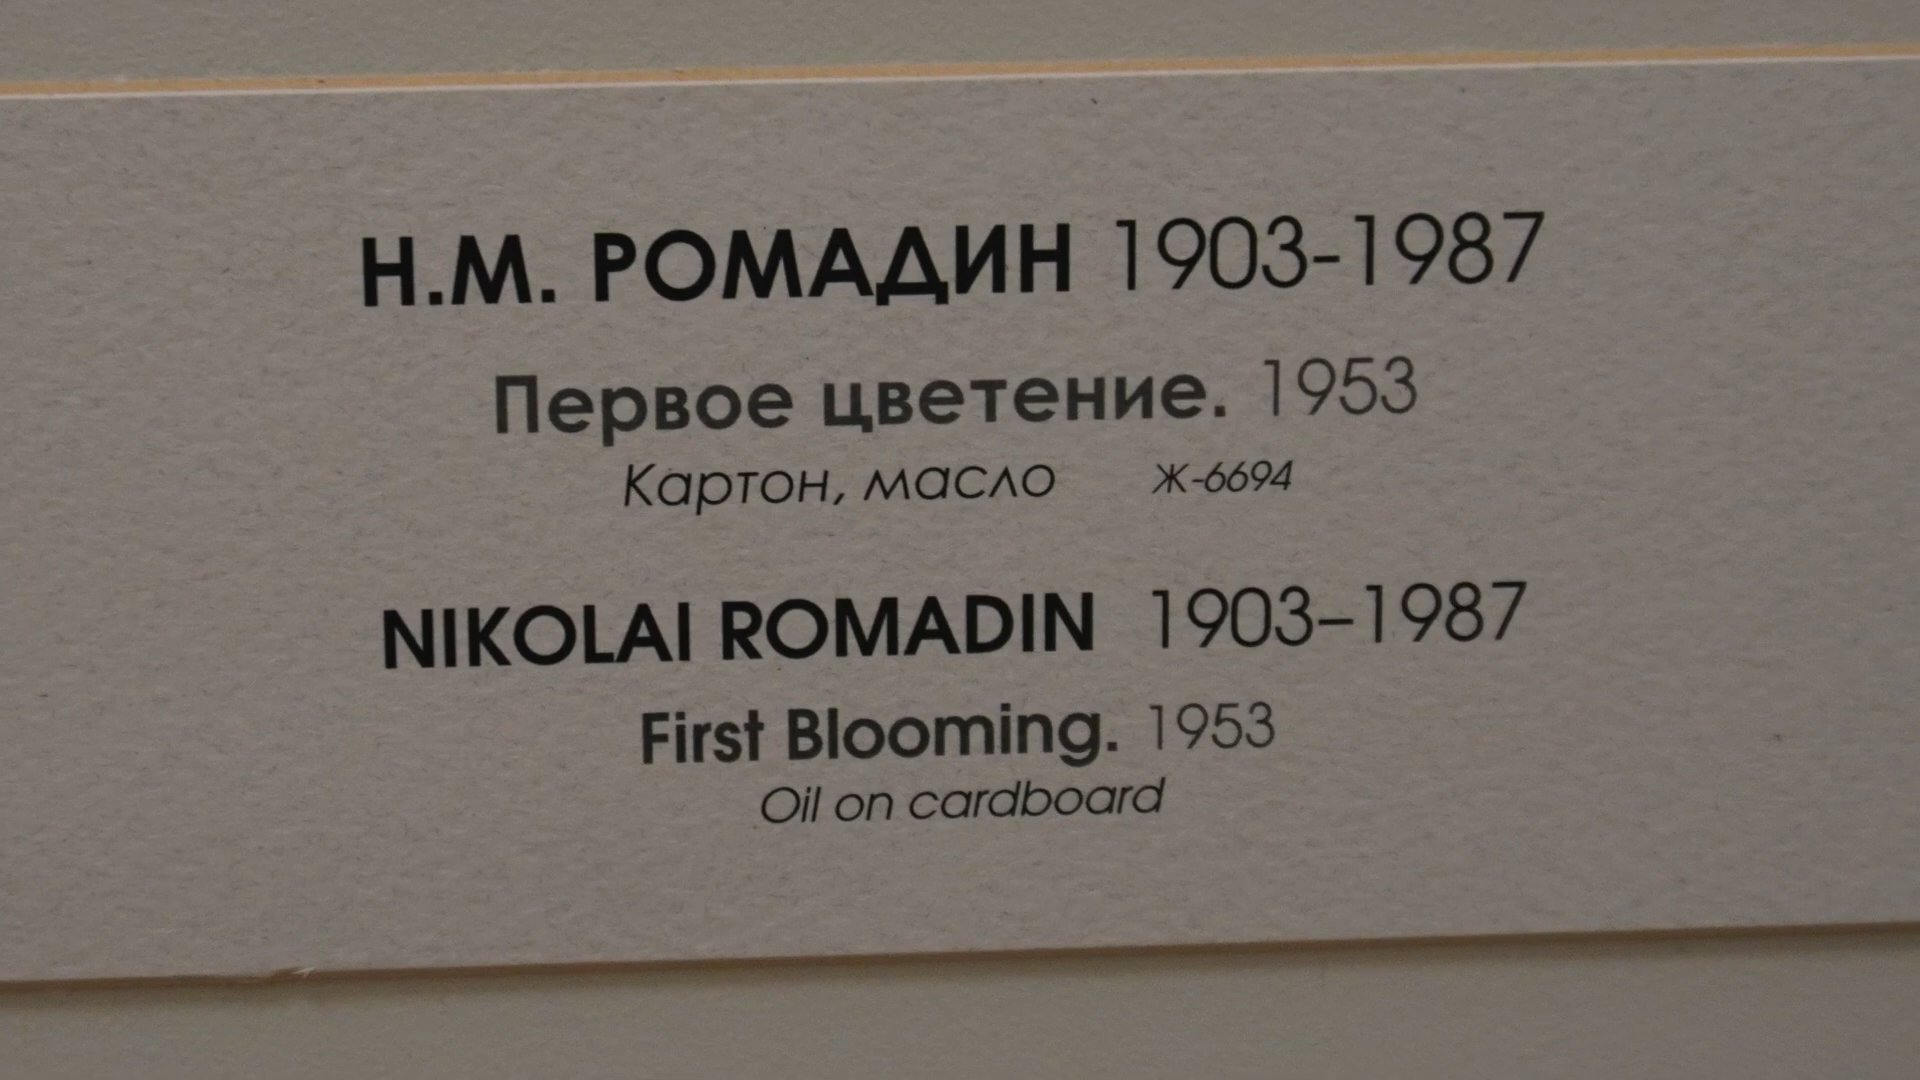 Н.М. РОМАДИН 1903-1987
Первое цветение. 1953
Картон, масло Ж-6694
NIKOLAI ROMADIN 1903–1987
First Blooming. 1953
Oil on cardboard